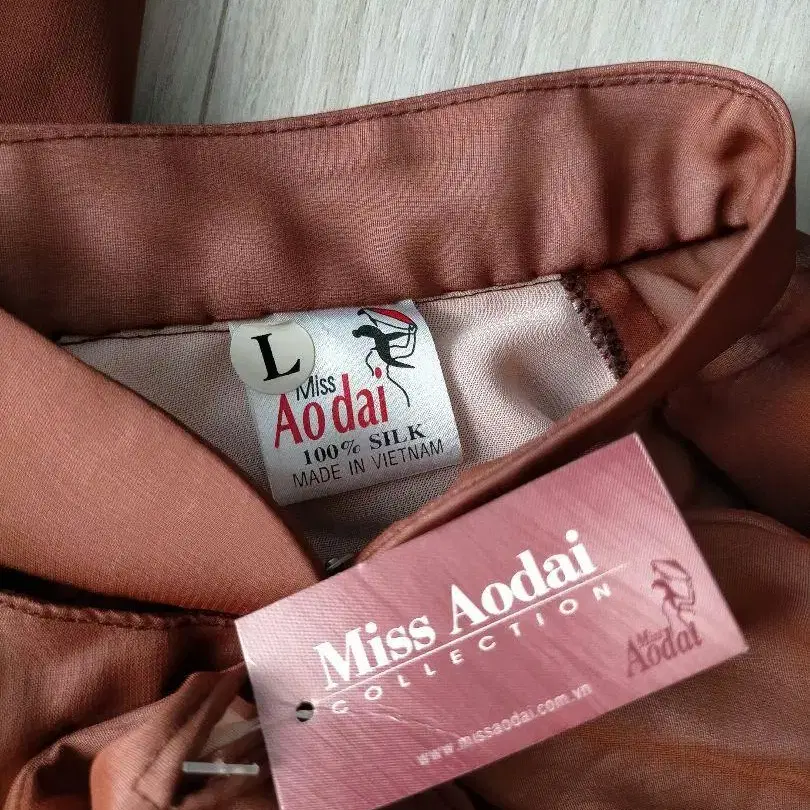 L
Miss
Ao dai
100% SILK
MADE IN VIETNAM
Miss Aodai
COLLECTION
Miss
Aodai
www.missaodai.com.vn